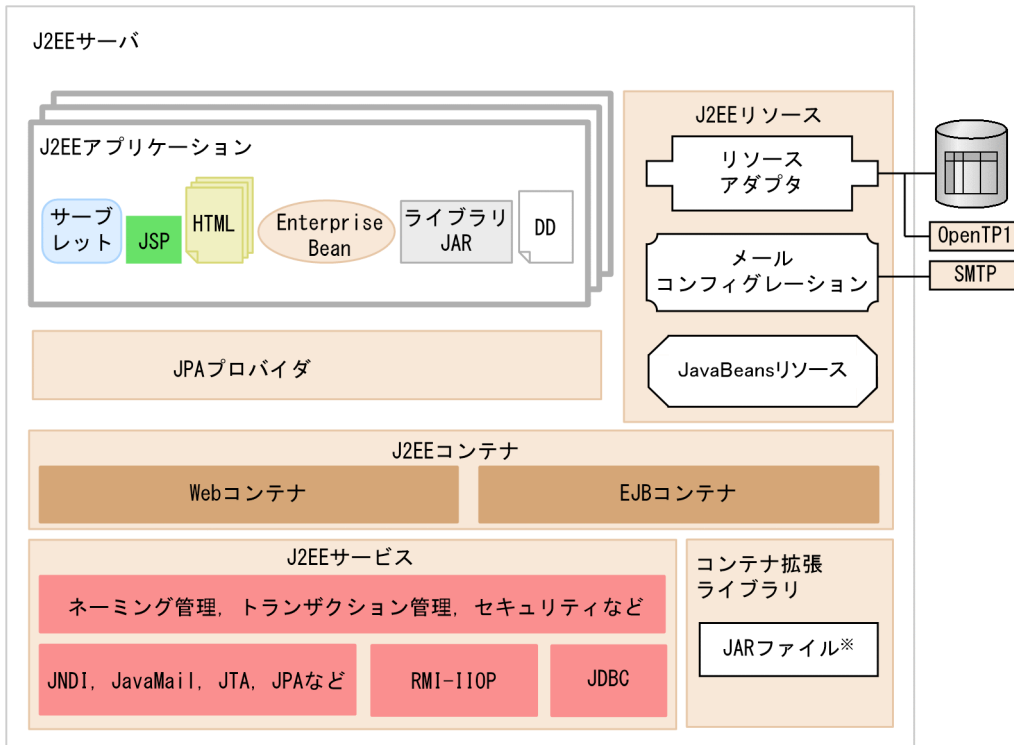 J2EEサーバ
J2EEアプリケーション
サーブ
レット
JSP
HTML
Enterprise
Bean
ライブラリ
JAR
DD
J2EEリソース
リソース
アダプタ
OpenTP1
メール
コンフィグレーション
SMTP
JavaBeansリソース
JPAプロバイダ
J2EEコンテナ
Webコンテナ
EJBコンテナ
J2EEサービス
ネーミング管理，トランザクション管理，セキュリティなど
JNDI，JavaMail，JTA，JPAなど
RMI-IIOP
JDBC
コンテナ拡張
ライブラリ
JARファイル※